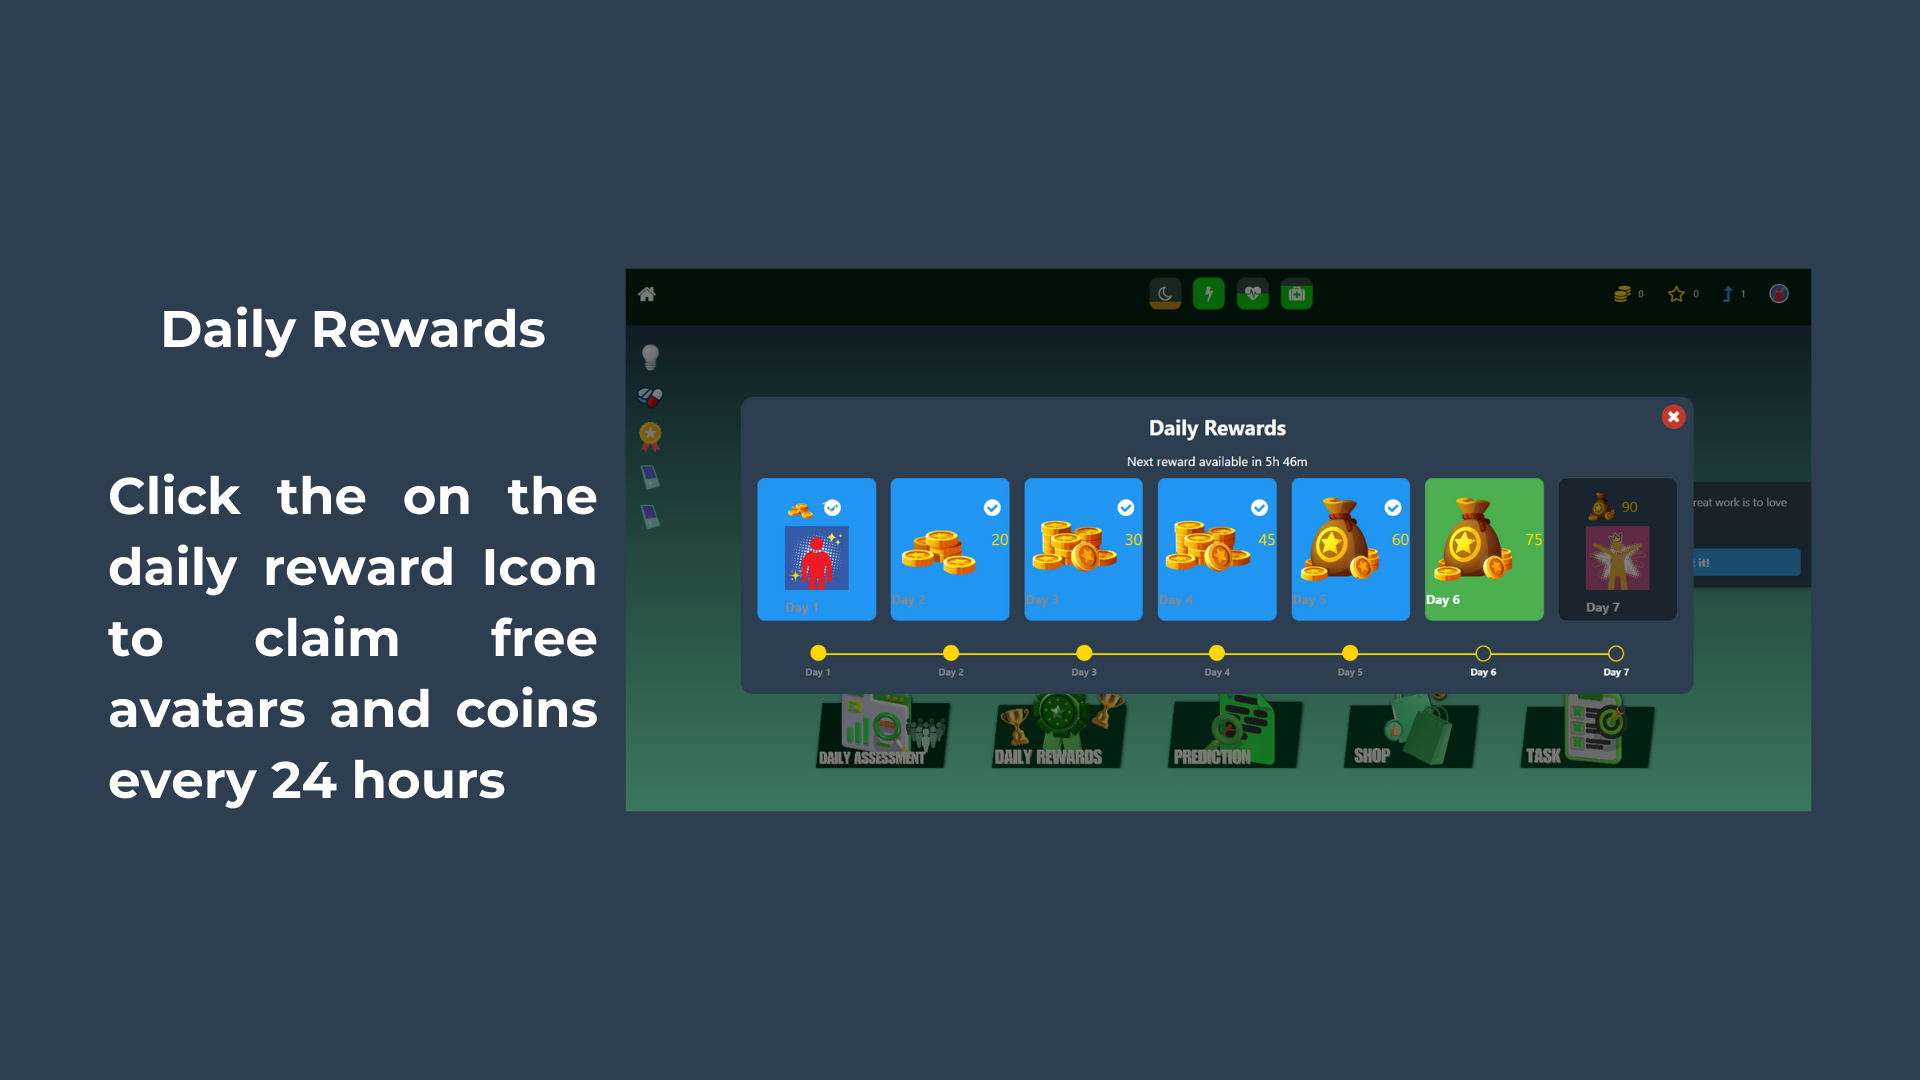 Daily Rewards
Click the on the
daily reward Icon
to claim free
avatars and coins
every 24 hours
0 0 1
Daily Rewards
Next reward available in 5h 46m
20 30 45 60 75 90
Day 1 Day 2 Day 3 Day 4 Day 5 Day 6 Day 7
Day 1 Day 2 Day 3 Day 4 Day 5 Day 6 Day 7
reat work is to love
it!
DAILY ASSESSMENT DAILY REWARDS PREDICTION SHOP TASK